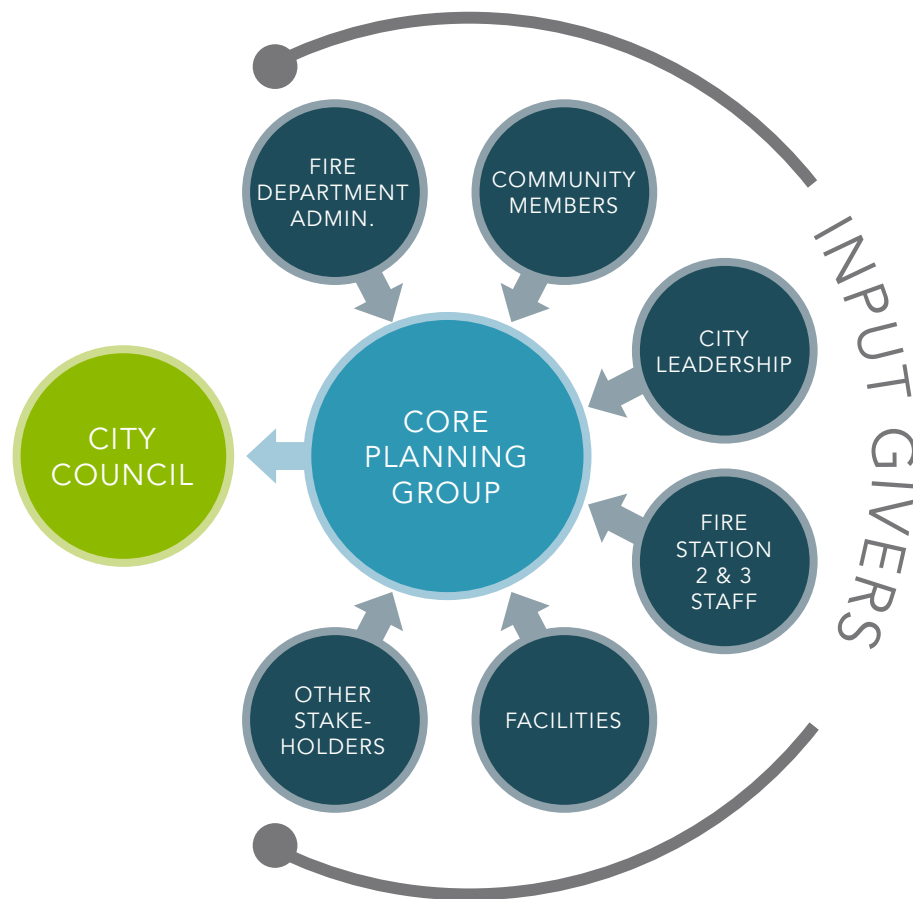 FIRE
DEPARTMENT
ADMIN.
COMMUNITY
MEMBERS
CITY
LEADERSHIP
INPUT GIVERS
CORE
PLANNING
GROUP
CITY
COUNCIL
FIRE
STATION
2 & 3
STAFF
OTHER
STAKE-
HOLDERS
FACILITIES